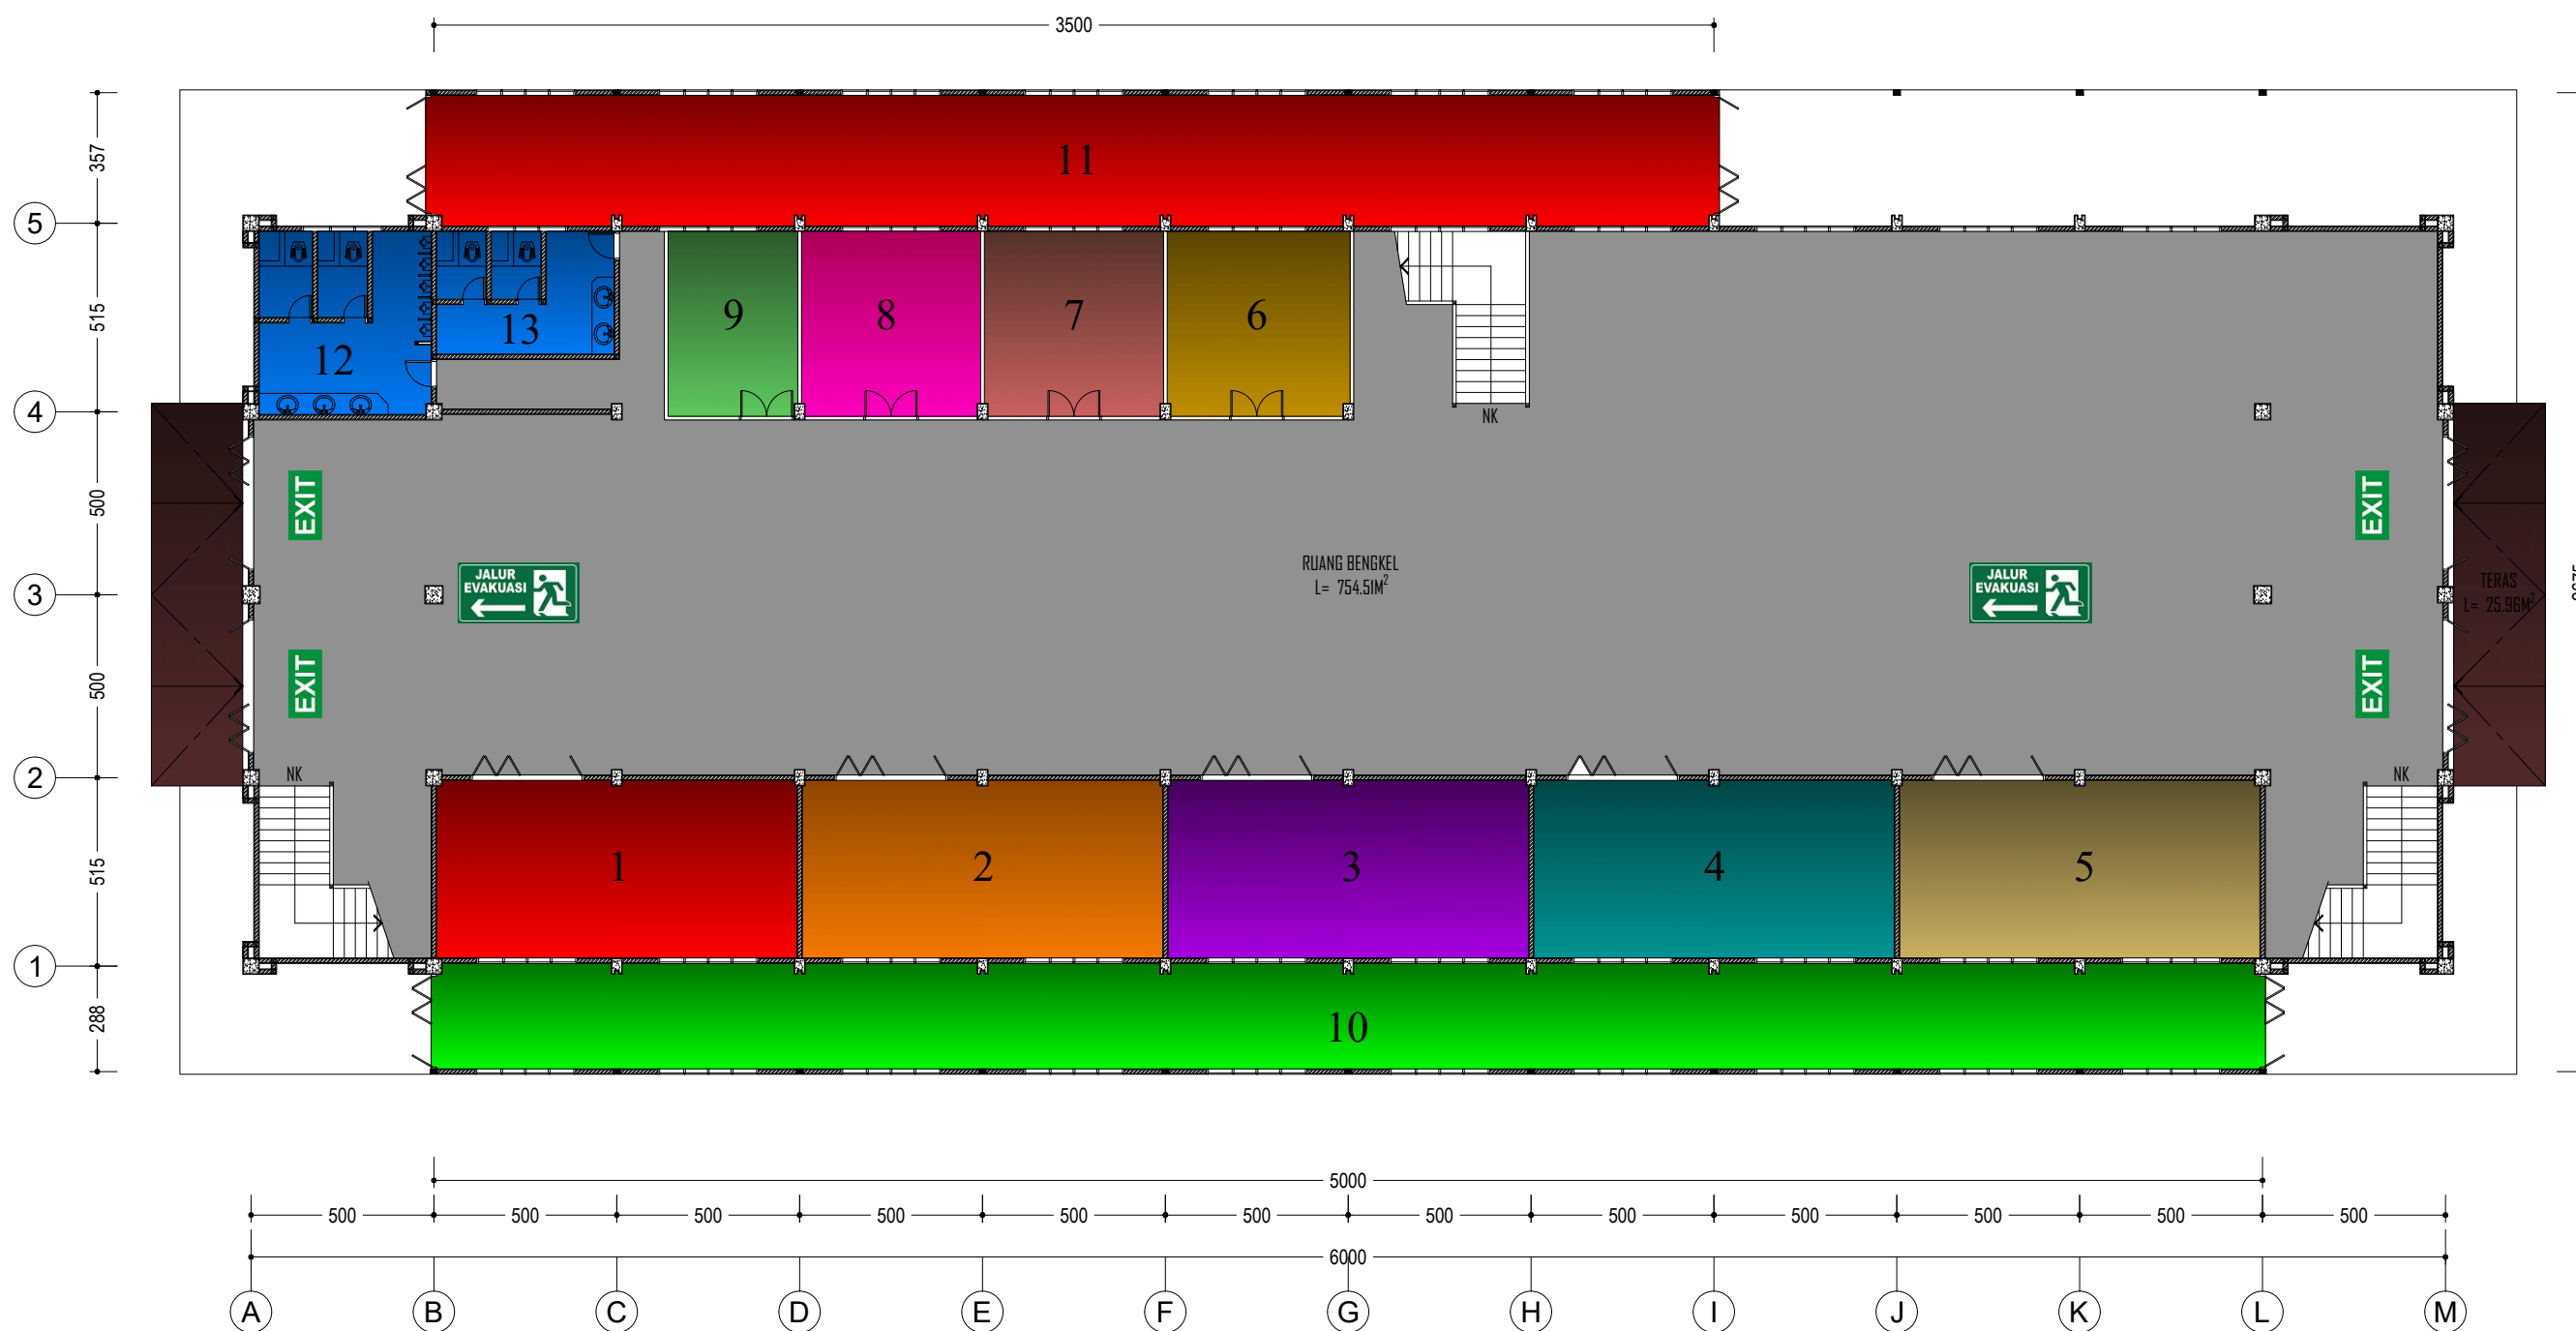 3500
357
11
5
515
9
8
7
6
13
12
4
NK
500
EXIT
EXIT
RUANG BENGKEL
L= 754.51M²
JALUR
EVAKUASI
JALUR
EVAKUASI
3
TERAS
L= 25.96M²
500
EXIT
EXIT
2
NK
NK
515
1
2
3
4
5
1
288
10
5000
500
500
500
500
500
500
500
500
500
500
500
500
6000
A
B
C
D
E
F
G
H
I
J
K
L
M